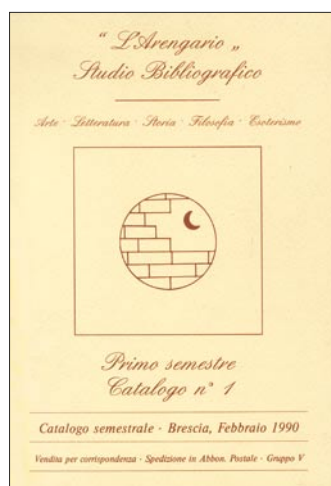 “ L'Arengario „
Studio Bibliografico
Arte · Letteratura · Storia · Filosofia · Esoterismo
Primo semestre
Catalogo n° 1
Catalogo semestrale · Brescia, Febbraio 1990
Vendita per corrispondenza · Spedizione in Abbon. Postale · Gruppo V